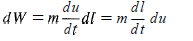 dW = m du/dt dl = m dl/dt du